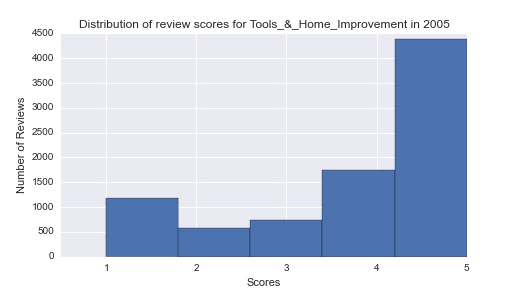 Distribution of review scores for Tools_&_Home_Improvement in 2005
4500
4000
3500
3000
2500
2000
1500
1000
500
0
Number of Reviews
1 2 3 4 5
Scores